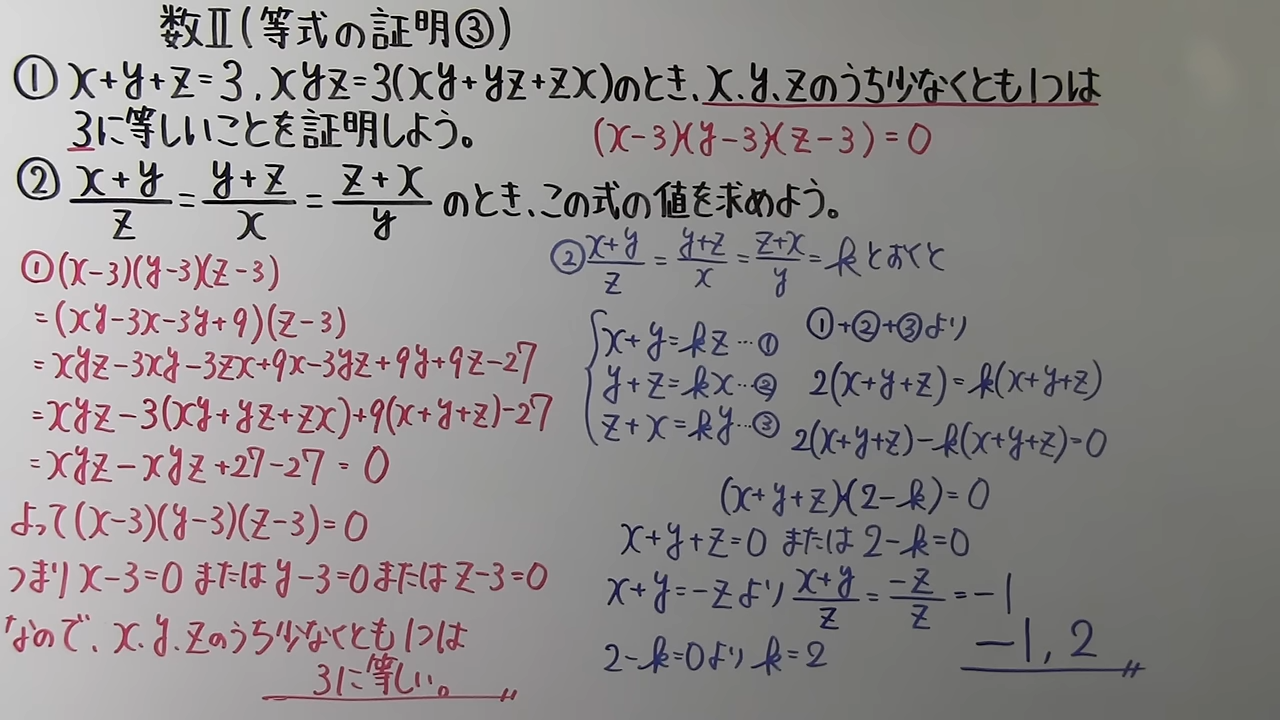 数Ⅱ(等式の証明③)
① x+y+z=3、xyz=3(xy+yz+zx)のとき、x、y、zのうち少なくとも1つは
3に等しいことを証明しよう。 (x-3)(y-3)(z-3)=0
② (x+y)/z = (y+z)/x = (z+x)/y のとき、この式の値を求めよう。
①(x-3)(y-3)(z-3)
=(xy-3x-3y+9)(z-3)
=xyz-3xy-3zx+9x-3yz+9y+9z-27
=xyz-3(xy+yz+zx)+9(x+y+z)-27
=xyz-xyz+27-27=0
よって(x-3)(y-3)(z-3)=0
つまり x-3=0 または y-3=0 または z-3=0
なので、x、y、zのうち少なくとも1つは
3に等しい。
② (x+y)/z = (y+z)/x = (z+x)/y = k とおくと
x+y=kz…①
y+z=kx…②
z+x=ky…③
①+②+③より
2(x+y+z)=k(x+y+z)
2(x+y+z)-k(x+y+z)=0
(x+y+z)(2-k)=0
x+y+z=0 または 2-k=0
x+y=-zより (x+y)/z = -z/z = -1
2-k=0より k=2
-1, 2